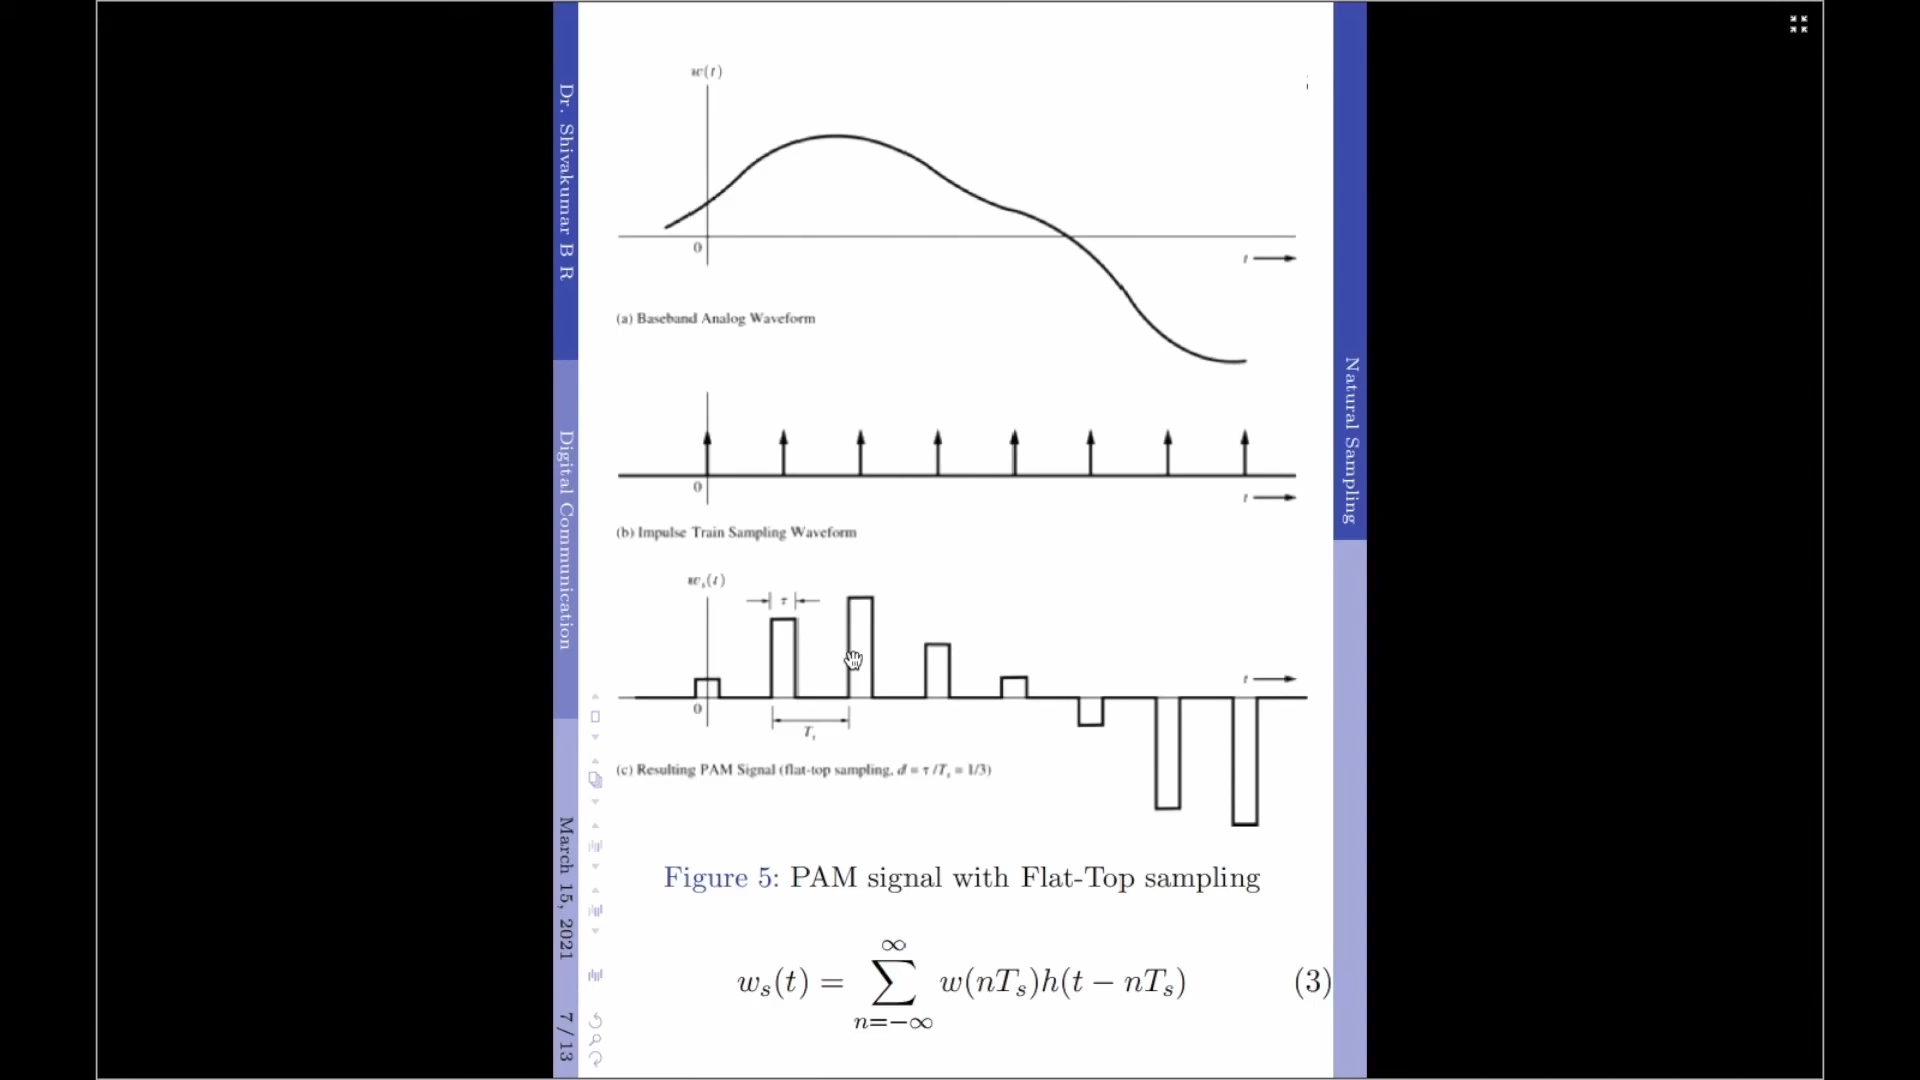 w(t)
0
t
(a) Baseband Analog Waveform
0
t
(b) Impulse Train Sampling Waveform
w_s(t)
τ
t
0
T_s
(c) Resulting PAM Signal (flat-top sampling, d = τ/T_s = 1/3)
Figure 5: PAM signal with Flat-Top sampling
w_s(t) = ∑_{n=-∞}^{∞} w(nT_s)h(t − nT_s) (3)
Dr. Shivakumar B R
Digital Communication
March 15, 2021
7 / 13
Natural Sampling